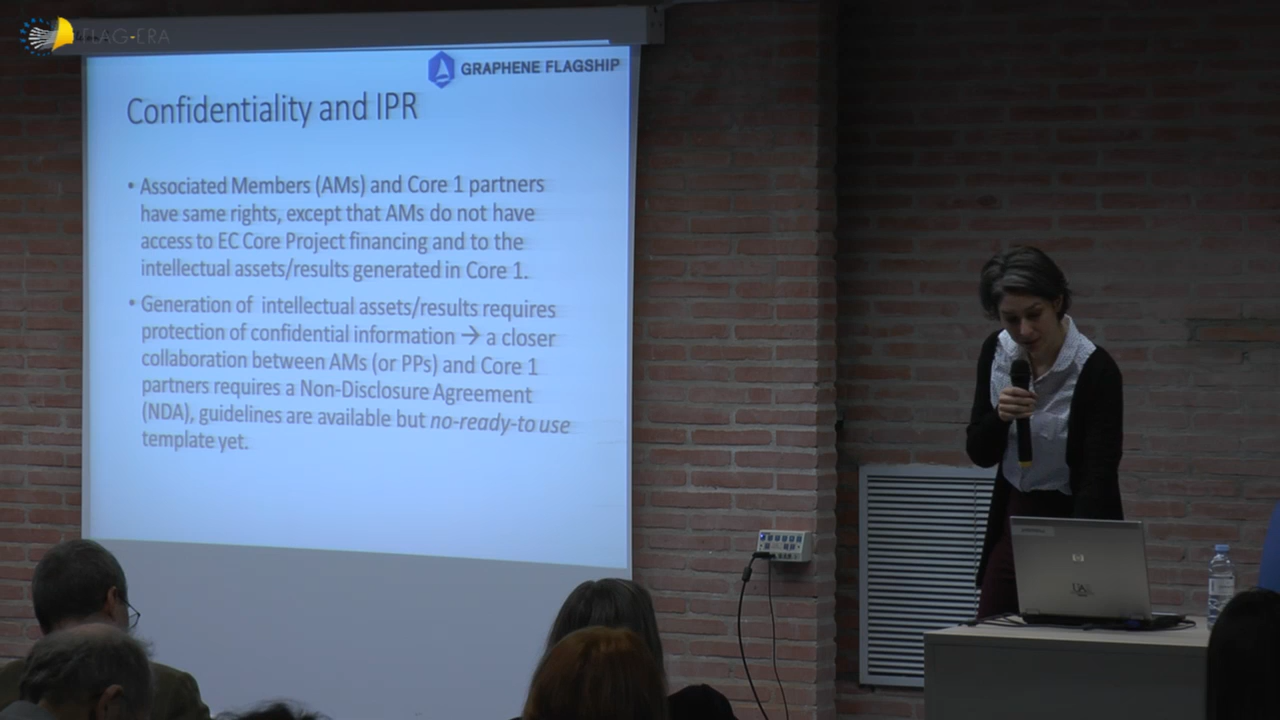 FLAG-ERA
GRAPHENE FLAGSHIP
Confidentiality and IPR
• Associated Members (AMs) and Core 1 partners
have same rights, except that AMs do not have
access to EC Core Project financing and to the
intellectual assets/results generated in Core 1.
• Generation of intellectual assets/results requires
protection of confidential information → a closer
collaboration between AMs (or PPs) and Core 1
partners requires a Non-Disclosure Agreement
(NDA), guidelines are available but no-ready-to use
template yet.
hp